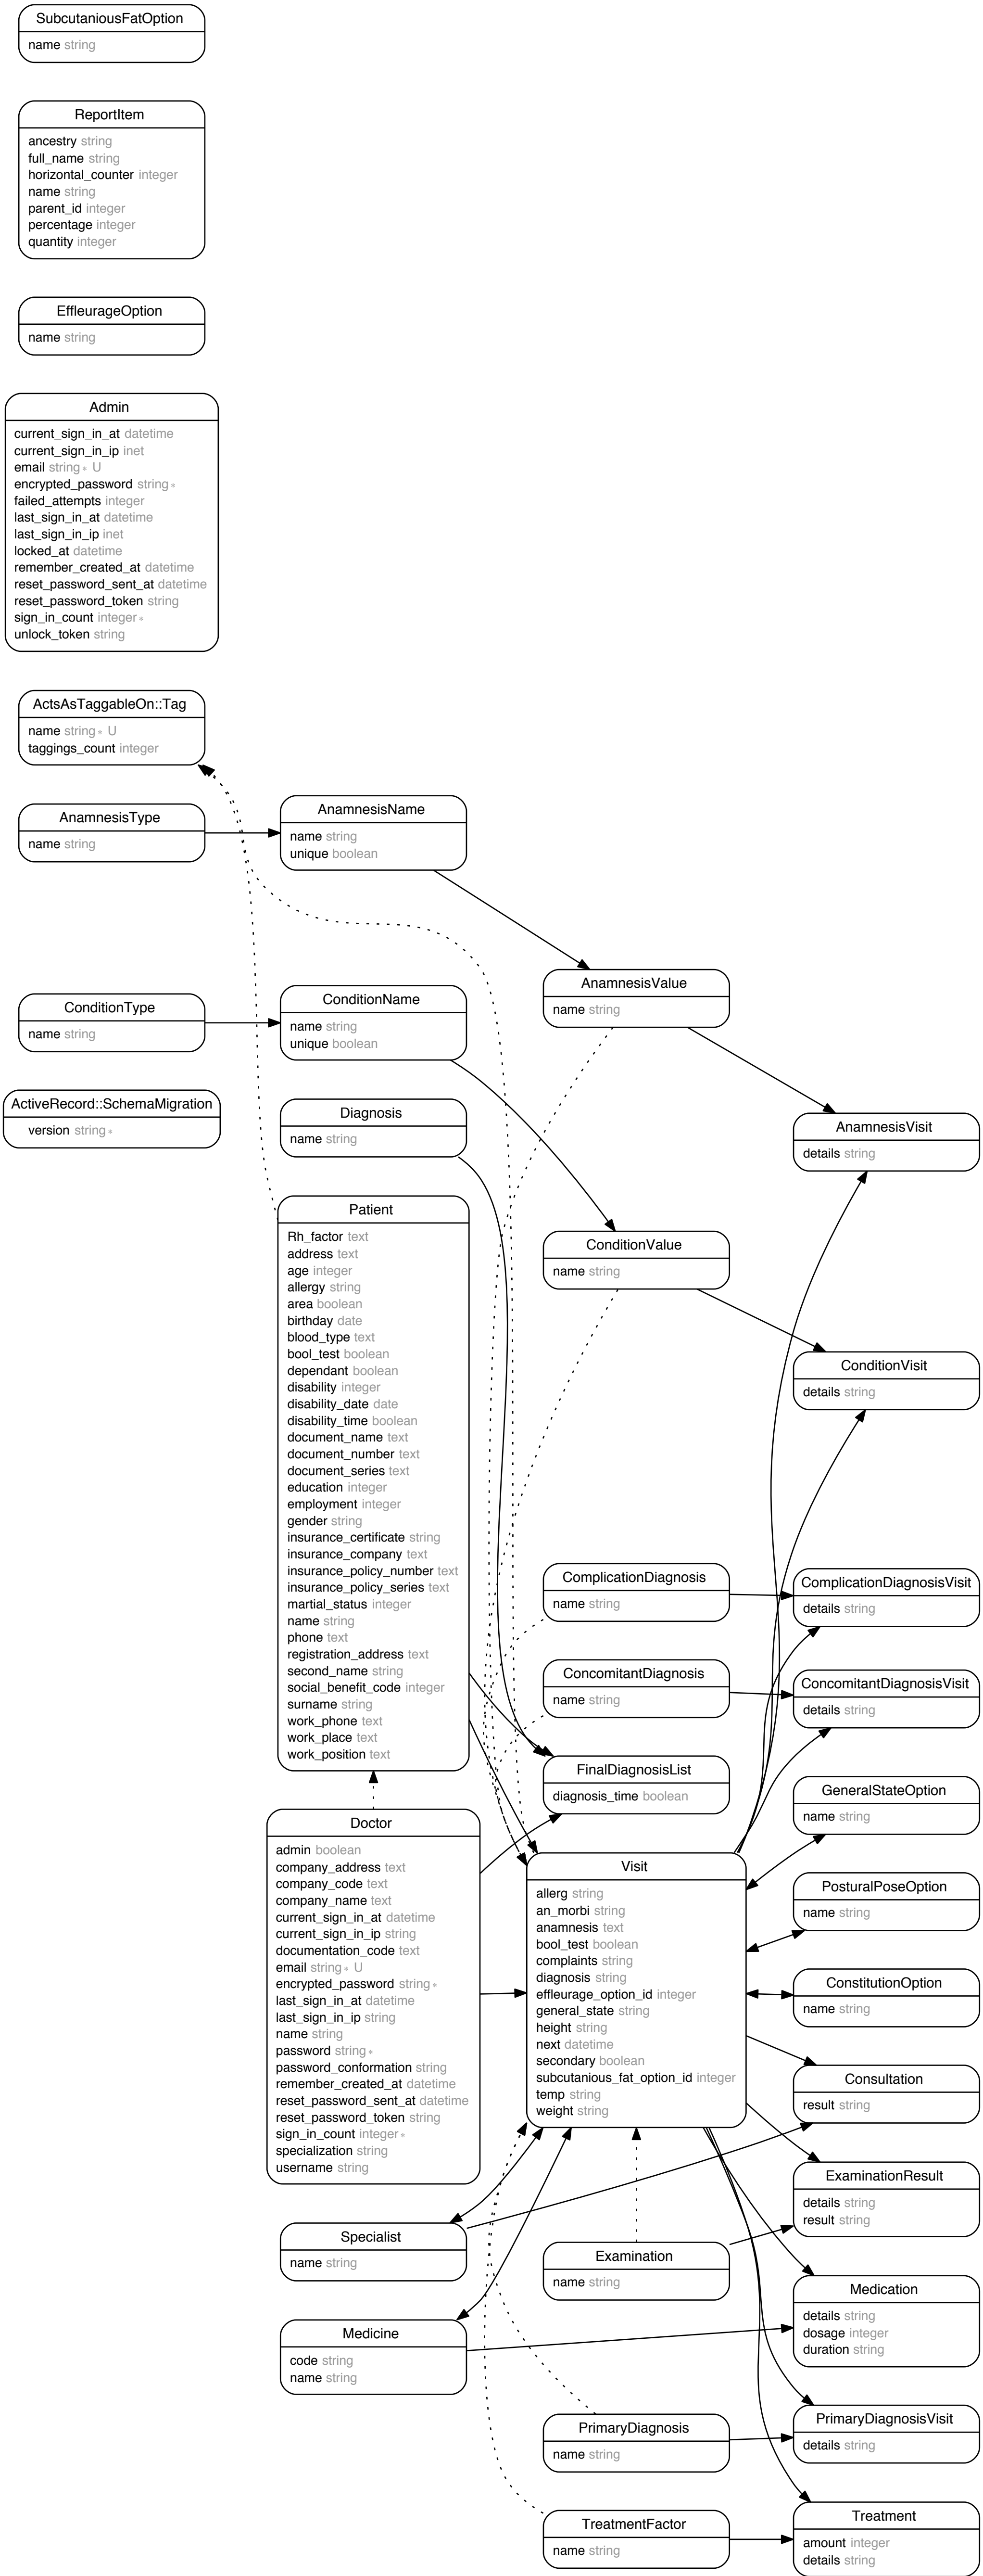 SubcutaniousFatOption
name string
ReportItem
ancestry string
full_name string
horizontal_counter integer
name string
parent_id integer
percentage integer
quantity integer
EffleurageOption
name string
Admin
current_sign_in_at datetime
current_sign_in_ip inet
email string∗ U
encrypted_password string∗
failed_attempts integer
last_sign_in_at datetime
last_sign_in_ip inet
locked_at datetime
remember_created_at datetime
reset_password_sent_at datetime
reset_password_token string
sign_in_count integer∗
unlock_token string
ActsAsTaggableOn::Tag
name string∗ U
taggings_count integer
AnamnesisType
name string
AnamnesisName
name string
unique boolean
AnamnesisValue
name string
ConditionType
name string
ConditionName
name string
unique boolean
ActiveRecord::SchemaMigration
version string∗
Diagnosis
name string
AnamnesisVisit
details string
Patient
Rh_factor text
address text
age integer
allergy string
area boolean
birthday date
blood_type text
bool_test boolean
dependant boolean
disability integer
disability_date date
disability_time boolean
document_name text
document_number text
document_series text
education integer
employment integer
gender string
insurance_certificate string
insurance_company text
insurance_policy_number text
insurance_policy_series text
martial_status integer
name string
phone text
registration_address text
second_name string
social_benefit_code integer
surname string
work_phone text
work_place text
work_position text
ConditionValue
name string
ConditionVisit
details string
ComplicationDiagnosis
name string
ComplicationDiagnosisVisit
details string
ConcomitantDiagnosis
name string
ConcomitantDiagnosisVisit
details string
FinalDiagnosisList
diagnosis_time boolean
GeneralStateOption
name string
Doctor
admin boolean
company_address text
company_code text
company_name text
current_sign_in_at datetime
current_sign_in_ip string
documentation_code text
email string∗ U
encrypted_password string∗
last_sign_in_at datetime
last_sign_in_ip string
name string
password string∗
password_conformation string
remember_created_at datetime
reset_password_sent_at datetime
reset_password_token string
sign_in_count integer∗
specialization string
username string
Visit
allerg string
an_morbi string
anamnesis text
bool_test boolean
complaints string
diagnosis string
effleurage_option_id integer
general_state string
height string
next datetime
secondary boolean
subcutanious_fat_option_id integer
temp string
weight string
PosturalPoseOption
name string
ConstitutionOption
name string
Consultation
result string
ExaminationResult
details string
result string
Specialist
name string
Examination
name string
Medication
details string
dosage integer
duration string
Medicine
code string
name string
PrimaryDiagnosis
name string
PrimaryDiagnosisVisit
details string
TreatmentFactor
name string
Treatment
amount integer
details string